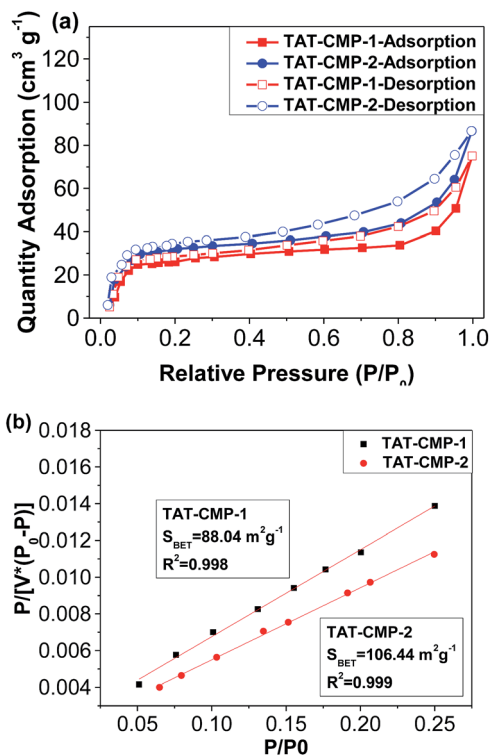 (a)
TAT-CMP-1-Adsorption
TAT-CMP-2-Adsorption
TAT-CMP-1-Desorption
TAT-CMP-2-Desorption
Quantity Adsorption (cm³ g⁻¹)
120
100
80
60
40
20
0
0.0 0.2 0.4 0.6 0.8 1.0
Relative Pressure (P/P₀)
(b)
TAT-CMP-1
TAT-CMP-2
P/[V*(P₀-P)]
0.018
0.016
0.014
0.012
0.010
0.008
0.006
0.004
TAT-CMP-1
S_BET=88.04 m²g⁻¹
R²=0.998
TAT-CMP-2
S_BET=106.44 m²g⁻¹
R²=0.999
0.05 0.10 0.15 0.20 0.25
P/P0